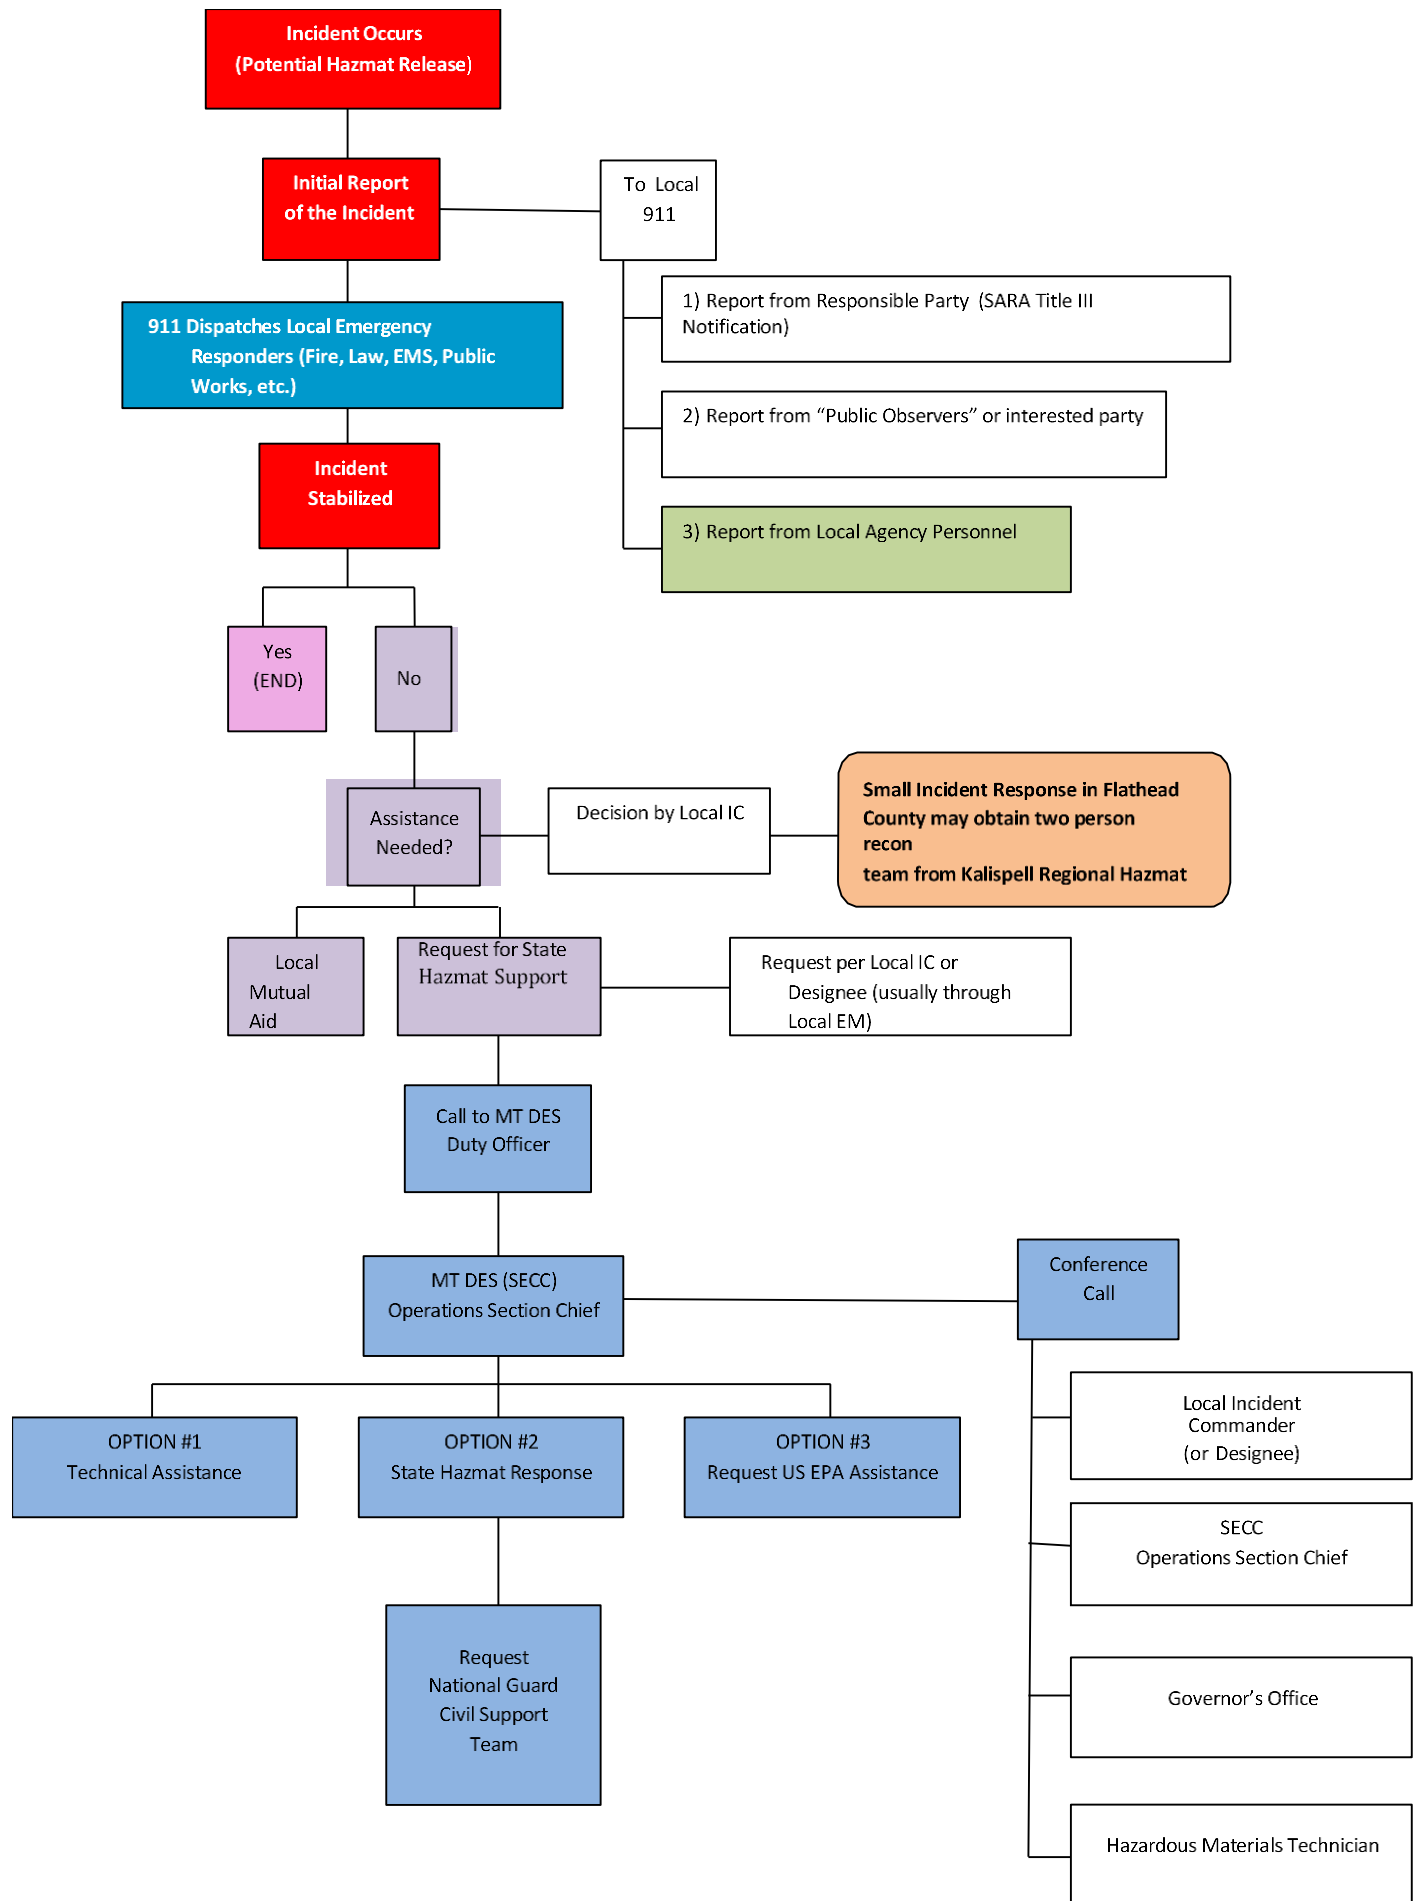 Incident Occurs
(Potential Hazmat Release)
Initial Report
of the Incident
To Local
911
1) Report from Responsible Party (SARA Title III
Notification)
911 Dispatches Local Emergency
Responders (Fire, Law, EMS, Public
Works, etc.)
2) Report from “Public Observers” or interested party
Incident
Stabilized
3) Report from Local Agency Personnel
Yes
(END)
No
Assistance
Needed?
Decision by Local IC
Small Incident Response in Flathead
County may obtain two person
recon
team from Kalispell Regional Hazmat
Local
Mutual
Aid
Request for State
Hazmat Support
Request per Local IC or
Designee (usually through
Local EM)
Call to MT DES
Duty Officer
MT DES (SECC)
Operations Section Chief
Conference
Call
Local Incident
Commander
(or Designee)
OPTION #1
Technical Assistance
OPTION #2
State Hazmat Response
OPTION #3
Request US EPA Assistance
SECC
Operations Section Chief
Request
National Guard
Civil Support
Team
Governor’s Office
Hazardous Materials Technician